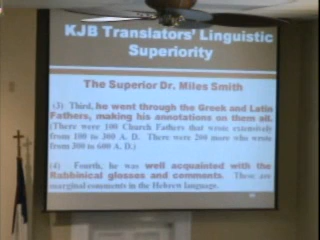 KJB Translators' Linguistic
Superiority
The Superior Dr. Miles Smith
(3) Third, he went through the Greek and Latin
Fathers, making his annotations on them all.
(There were 100 Church Fathers that wrote extensively
from 100 to 300 A. D. There were 200 more who wrote
from 300 to 600 A.D.)
(4) Fourth, he was well acquainted with the
Rabbinical glosses and comments. These are
marginal comments in the Hebrew language.